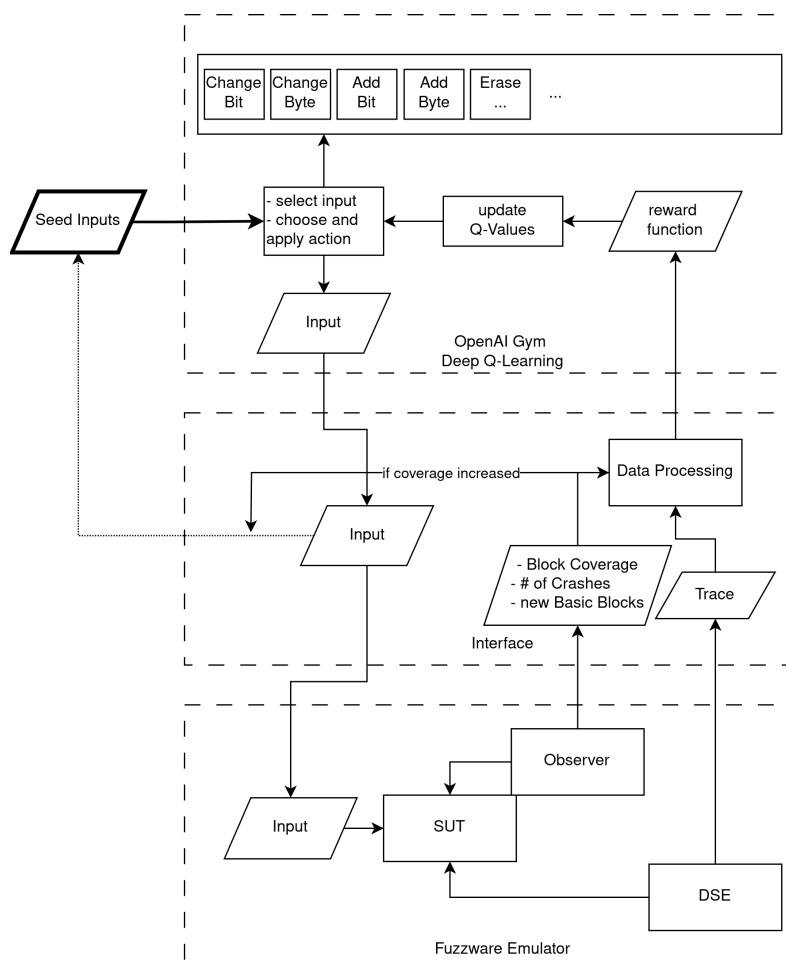 Change
Bit
Change
Byte
Add
Bit
Add
Byte
Erase
...
...
Seed Inputs
- select input
- choose and
apply action
update
Q-Values
reward
function
Input
OpenAI Gym
Deep Q-Learning
if coverage increased
Data Processing
Input
- Block Coverage
- # of Crashes
- new Basic Blocks
Trace
Interface
Observer
Input
SUT
DSE
Fuzzware Emulator